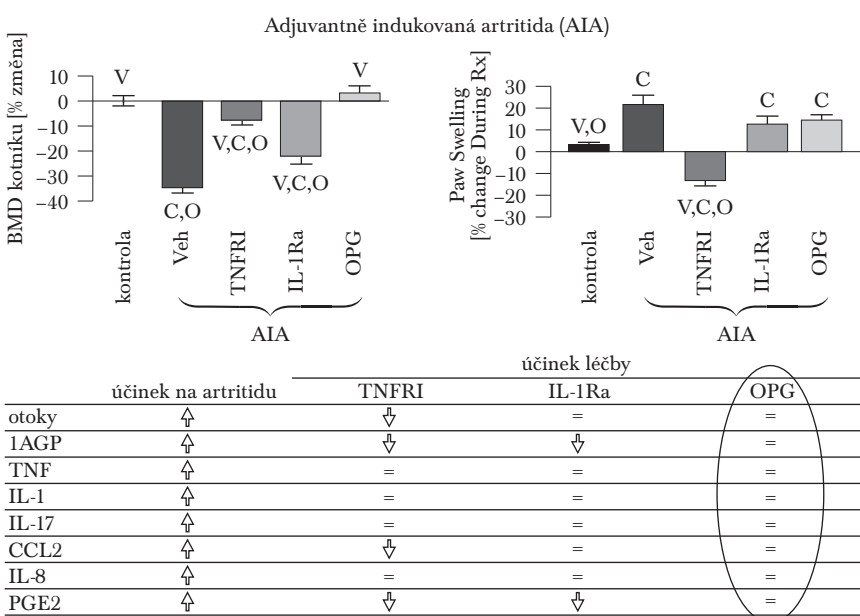 Adjuvantně indukovaná artritida (AIA)
BMD kotníku [% změna]
10
0
−10
−20
−30
−40
V
C,O
V,C,O
V,C,O
V
kontrola
Veh
TNFRI
IL-1Ra
OPG
AIA
Paw Swelling
[% change During Rx]
30
20
10
0
−10
−20
−30
V,O
C
V,C,O
C
C
kontrola
Veh
TNFRI
IL-1Ra
OPG
AIA
účinek léčby
účinek na artritidu TNFRI IL-1Ra OPG
otoky ⇧ ⇩ = =
1AGP ⇧ ⇩ ⇩ =
TNF ⇧ = = =
IL-1 ⇧ = = =
IL-17 ⇧ = = =
CCL2 ⇧ ⇩ = =
IL-8 ⇧ = = =
PGE2 ⇧ ⇩ ⇩ =